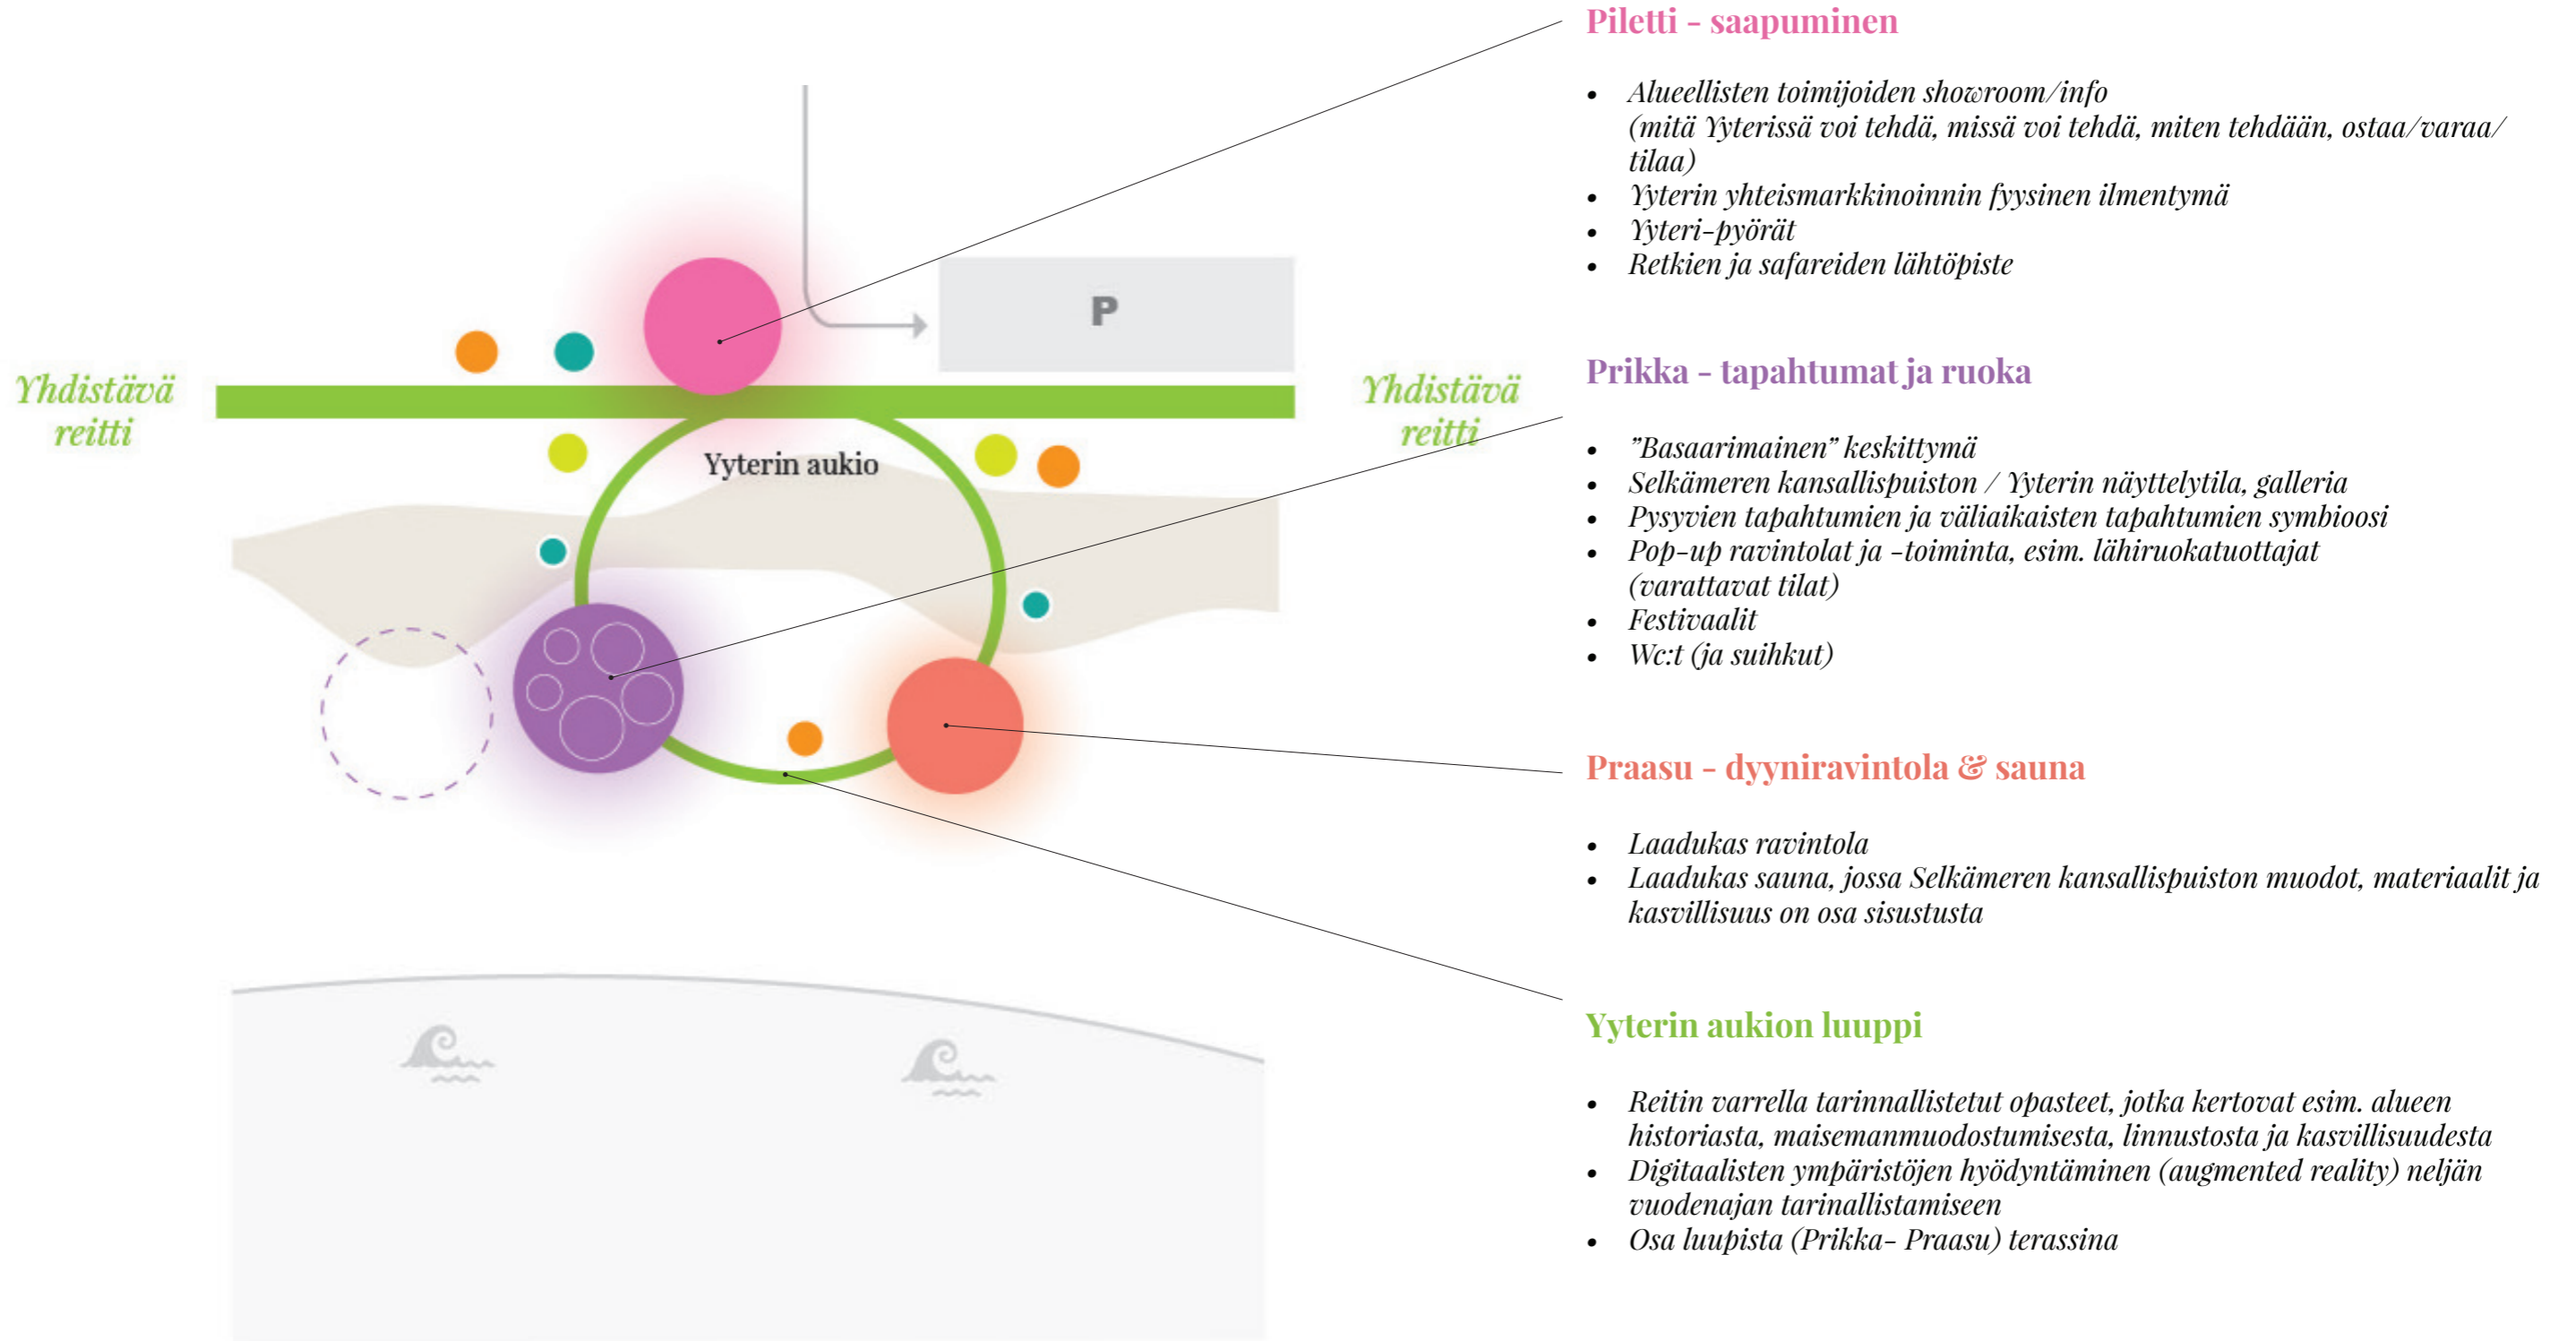 Piletti - saapuminen
• Alueellisten toimijoiden showroom/info
(mitä Yyterissä voi tehdä, missä voi tehdä, miten tehdään, ostaa/varaa/
tilaa)
• Yyterin yhteismarkkinoinnin fyysinen ilmentymä
• Yyteri-pyörät
• Retkien ja safareiden lähtöpiste
P
Yhdistävä
reitti
Yhdistävä
reitti
Yyterin aukio
Prikka - tapahtumat ja ruoka
• ”Basaarimainen” keskittymä
• Selkämeren kansallispuiston / Yyterin näyttelytila, galleria
• Pysyvien tapahtumien ja väliaikaisten tapahtumien symbioosi
• Pop-up ravintolat ja -toiminta, esim. lähiruokatuottajat
(varattavat tilat)
• Festivaalit
• Wc:t (ja suihkut)
Praasu - dyyniravintola & sauna
• Laadukas ravintola
• Laadukas sauna, jossa Selkämeren kansallispuiston muodot, materiaalit ja
kasvillisuus on osa sisustusta
Yyterin aukion luuppi
• Reitin varrella tarinnallistetut opasteet, jotka kertovat esim. alueen
historiasta, maisemanmuodostumisesta, linnustosta ja kasvillisuudesta
• Digitaalisten ympäristöjen hyödyntäminen (augmented reality) neljän
vuodenajan tarinallistamiseen
• Osa luupista (Prikka- Praasu) terassina